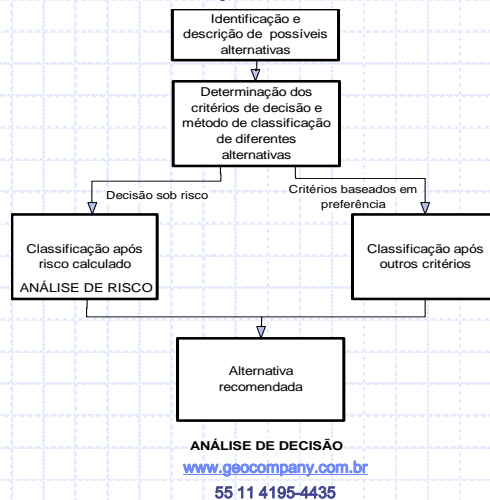 Identificação e
descrição de possíveis
alternativas
Determinação dos
critérios de decisão e
método de classificação
de diferentes
alternativas
Decisão sob risco
Critérios baseados em
preferência
Classificação após
risco calculado
ANÁLISE DE RISCO
Classificação após
outros critérios
Alternativa
recomendada
ANÁLISE DE DECISÃO
www.geocompany.com.br
55 11 4195-4435